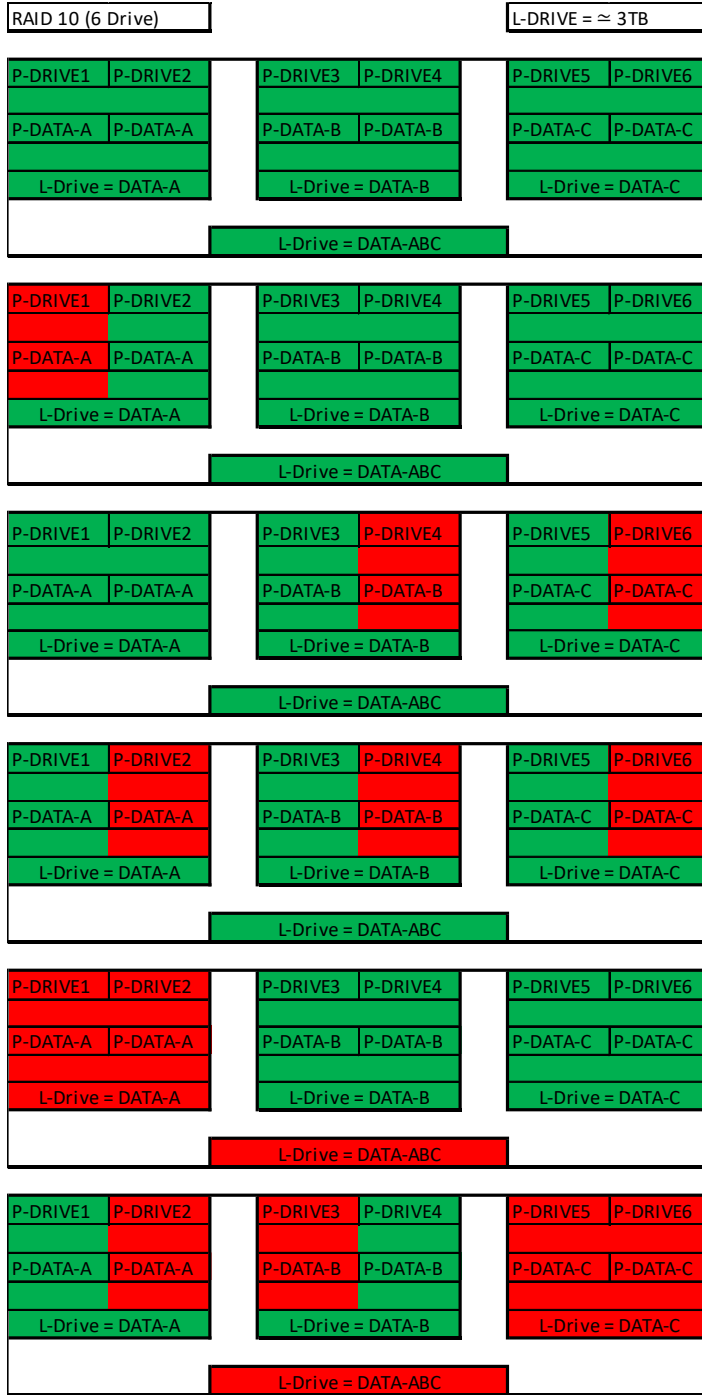 RAID 10 (6 Drive) L-DRIVE = ≃ 3TB
P-DRIVE1 P-DRIVE2 P-DRIVE3 P-DRIVE4 P-DRIVE5 P-DRIVE6
P-DATA-A P-DATA-A P-DATA-B P-DATA-B P-DATA-C P-DATA-C
L-Drive = DATA-A L-Drive = DATA-B L-Drive = DATA-C
L-Drive = DATA-ABC
P-DRIVE1 P-DRIVE2 P-DRIVE3 P-DRIVE4 P-DRIVE5 P-DRIVE6
P-DATA-A P-DATA-A P-DATA-B P-DATA-B P-DATA-C P-DATA-C
L-Drive = DATA-A L-Drive = DATA-B L-Drive = DATA-C
L-Drive = DATA-ABC
P-DRIVE1 P-DRIVE2 P-DRIVE3 P-DRIVE4 P-DRIVE5 P-DRIVE6
P-DATA-A P-DATA-A P-DATA-B P-DATA-B P-DATA-C P-DATA-C
L-Drive = DATA-A L-Drive = DATA-B L-Drive = DATA-C
L-Drive = DATA-ABC
P-DRIVE1 P-DRIVE2 P-DRIVE3 P-DRIVE4 P-DRIVE5 P-DRIVE6
P-DATA-A P-DATA-A P-DATA-B P-DATA-B P-DATA-C P-DATA-C
L-Drive = DATA-A L-Drive = DATA-B L-Drive = DATA-C
L-Drive = DATA-ABC
P-DRIVE1 P-DRIVE2 P-DRIVE3 P-DRIVE4 P-DRIVE5 P-DRIVE6
P-DATA-A P-DATA-A P-DATA-B P-DATA-B P-DATA-C P-DATA-C
L-Drive = DATA-A L-Drive = DATA-B L-Drive = DATA-C
L-Drive = DATA-ABC
P-DRIVE1 P-DRIVE2 P-DRIVE3 P-DRIVE4 P-DRIVE5 P-DRIVE6
P-DATA-A P-DATA-A P-DATA-B P-DATA-B P-DATA-C P-DATA-C
L-Drive = DATA-A L-Drive = DATA-B L-Drive = DATA-C
L-Drive = DATA-ABC